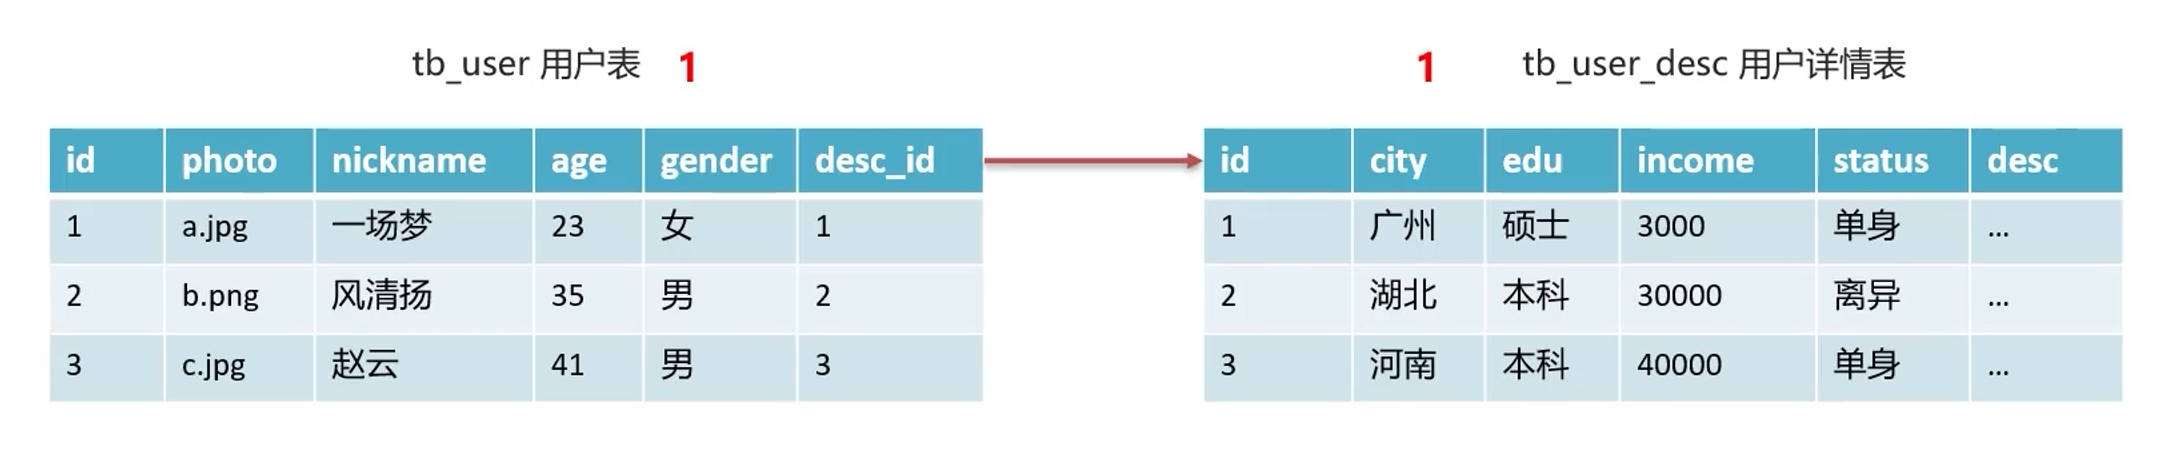 tb_user 用户表 1
1 tb_user_desc 用户详情表
id photo nickname age gender desc_id
1 a.jpg 一场梦 23 女 1
2 b.png 风清扬 35 男 2
3 c.jpg 赵云 41 男 3
id city edu income status desc
1 广州 硕士 3000 单身 ...
2 湖北 本科 30000 离异 ...
3 河南 本科 40000 单身 ...